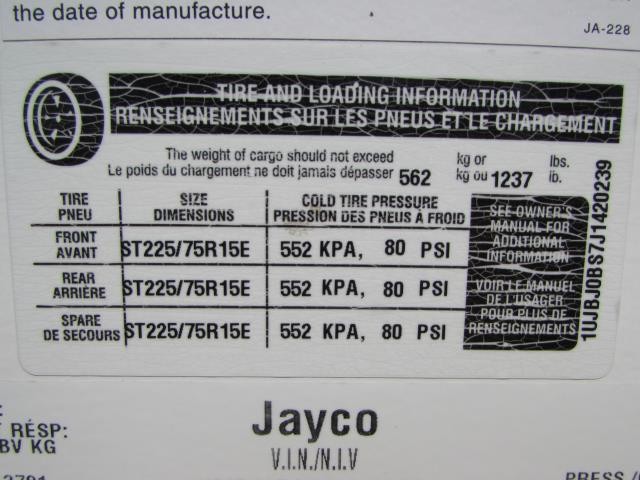 the date of manufacture.
JA-228
TIRE AND LOADING INFORMATION
RENSEIGNEMENTS SUR LES PNEUS ET LE CHARGEMENT
The weight of cargo should not exceed kg or lbs.
Le poids du chargement ne doit jamais dépasser 562 kg ou 1237 lb.
TIRE SIZE COLD TIRE PRESSURE
PNEU DIMENSIONS PRESSION DES PNEUS À FROID
FRONT
AVANT ST225/75R15E 552 KPA, 80 PSI
REAR
ARRIÈRE ST225/75R15E 552 KPA, 80 PSI
SPARE
DE SECOURS ST225/75R15E 552 KPA, 80 PSI
SEE OWNER'S
MANUAL FOR
ADDITIONAL
INFORMATION
VOIR LE MANUEL
DE L'USAGER
POUR PLUS DE
RENSEIGNEMENTS
1UJBJ0BS7J1420239
RÉSP:
BV KG
Jayco
V.I.N./N.I.V
PRESS